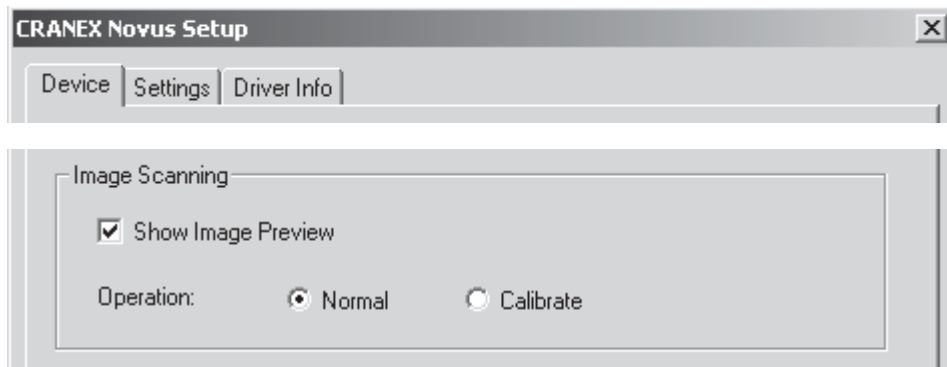 CRANEX Novus Setup
Device Settings Driver Info
Image Scanning
Show Image Preview
Operation: Normal Calibrate